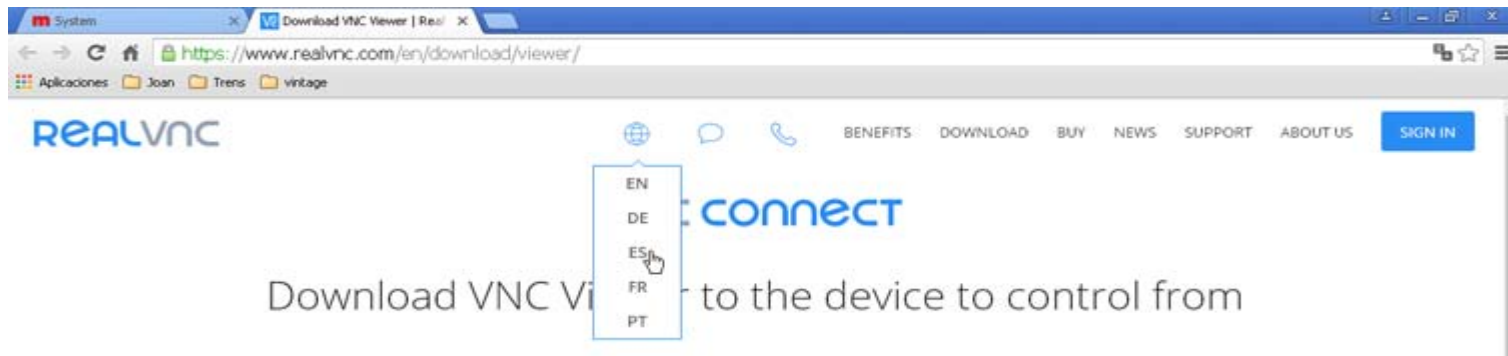 System
Download VNC Viewer | Real
https://www.realvnc.com/en/download/viewer/
Aplicaciones Joan Trens vintage
REALVNC
BENEFITS DOWNLOAD BUY NEWS SUPPORT ABOUT US SIGN IN
EN
CONNECT
DE
ES
Download VNC Vi r to the device to control from
FR
PT